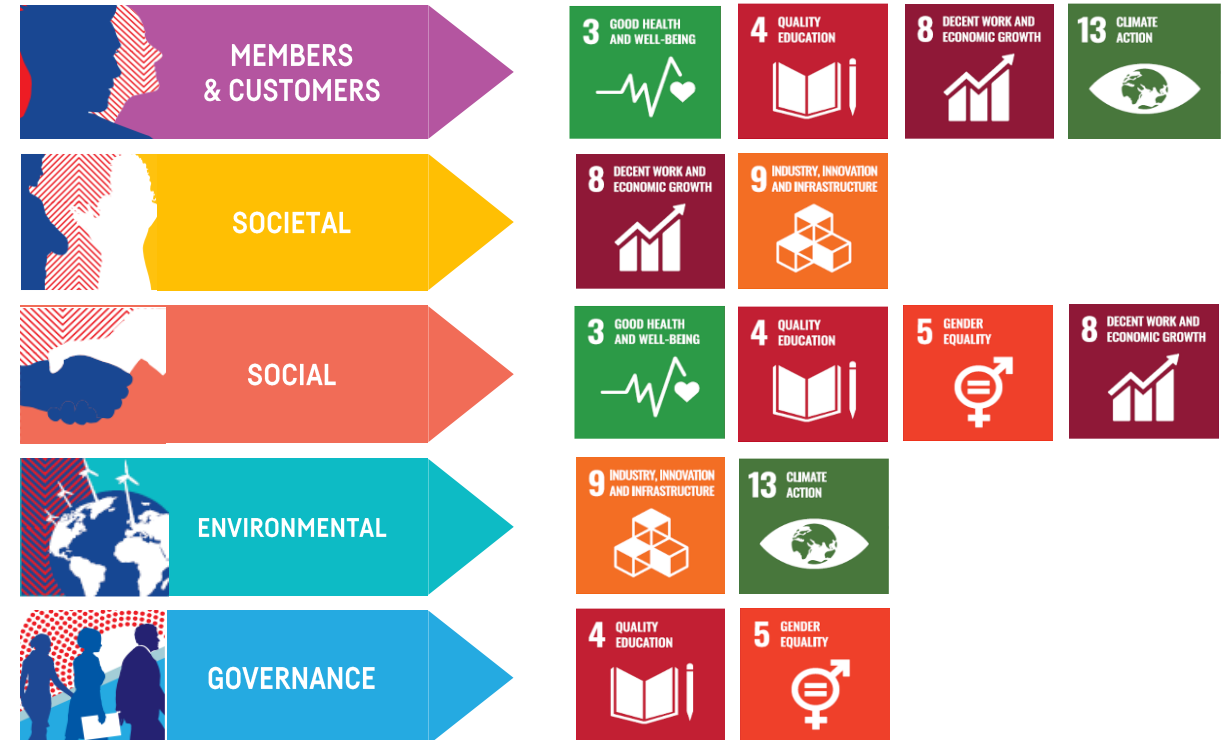 MEMBERS
& CUSTOMERS
3 GOOD HEALTH
AND WELL-BEING
4 QUALITY
EDUCATION
8 DECENT WORK AND
ECONOMIC GROWTH
13 CLIMATE
ACTION
SOCIETAL
8 DECENT WORK AND
ECONOMIC GROWTH
9 INDUSTRY, INNOVATION
AND INFRASTRUCTURE
SOCIAL
3 GOOD HEALTH
AND WELL-BEING
4 QUALITY
EDUCATION
5 GENDER
EQUALITY
8 DECENT WORK AND
ECONOMIC GROWTH
ENVIRONMENTAL
9 INDUSTRY, INNOVATION
AND INFRASTRUCTURE
13 CLIMATE
ACTION
GOVERNANCE
4 QUALITY
EDUCATION
5 GENDER
EQUALITY